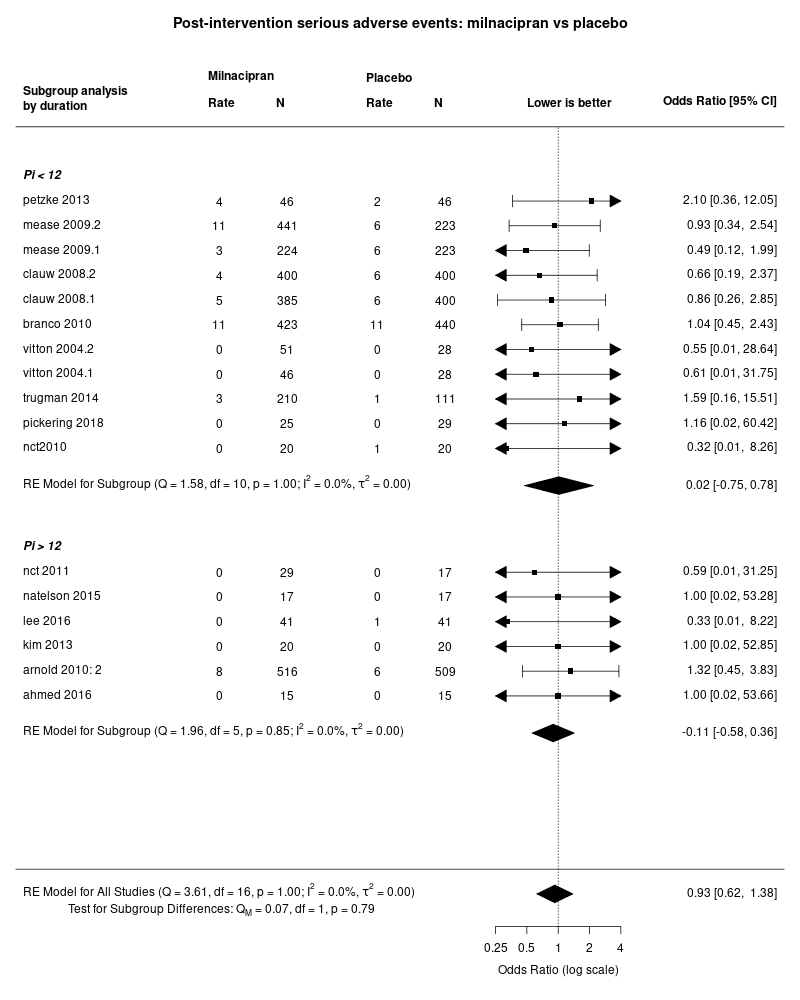 Post-intervention serious adverse events: milnacipran vs placebo
Milnacipran Placebo
Subgroup analysis
by duration
Rate N Rate N Lower is better Odds Ratio [95% CI]
Pi < 12
petzke 2013 4 46 2 46 2.10 [0.36, 12.05]
mease 2009.2 11 441 6 223 0.93 [0.34, 2.54]
mease 2009.1 3 224 6 223 0.49 [0.12, 1.99]
clauw 2008.2 4 400 6 400 0.66 [0.19, 2.37]
clauw 2008.1 5 385 6 400 0.86 [0.26, 2.85]
branco 2010 11 423 11 440 1.04 [0.45, 2.43]
vitton 2004.2 0 51 0 28 0.55 [0.01, 28.64]
vitton 2004.1 0 46 0 28 0.61 [0.01, 31.75]
trugman 2014 3 210 1 111 1.59 [0.16, 15.51]
pickering 2018 0 25 0 29 1.16 [0.02, 60.42]
nct2010 0 20 1 20 0.32 [0.01, 8.26]
RE Model for Subgroup (Q = 1.58, df = 10, p = 1.00; I² = 0.0%, τ² = 0.00) 0.02 [-0.75, 0.78]
Pi > 12
nct 2011 0 29 0 17 0.59 [0.01, 31.25]
natelson 2015 0 17 0 17 1.00 [0.02, 53.28]
lee 2016 0 41 1 41 0.33 [0.01, 8.22]
kim 2013 0 20 0 20 1.00 [0.02, 52.85]
arnold 2010: 2 8 516 6 509 1.32 [0.45, 3.83]
ahmed 2016 0 15 0 15 1.00 [0.02, 53.66]
RE Model for Subgroup (Q = 1.96, df = 5, p = 0.85; I² = 0.0%, τ² = 0.00) -0.11 [-0.58, 0.36]
RE Model for All Studies (Q = 3.61, df = 16, p = 1.00; I² = 0.0%, τ² = 0.00) 0.93 [0.62, 1.38]
Test for Subgroup Differences: Q_M = 0.07, df = 1, p = 0.79
0.25 0.5 1 2 4
Odds Ratio (log scale)